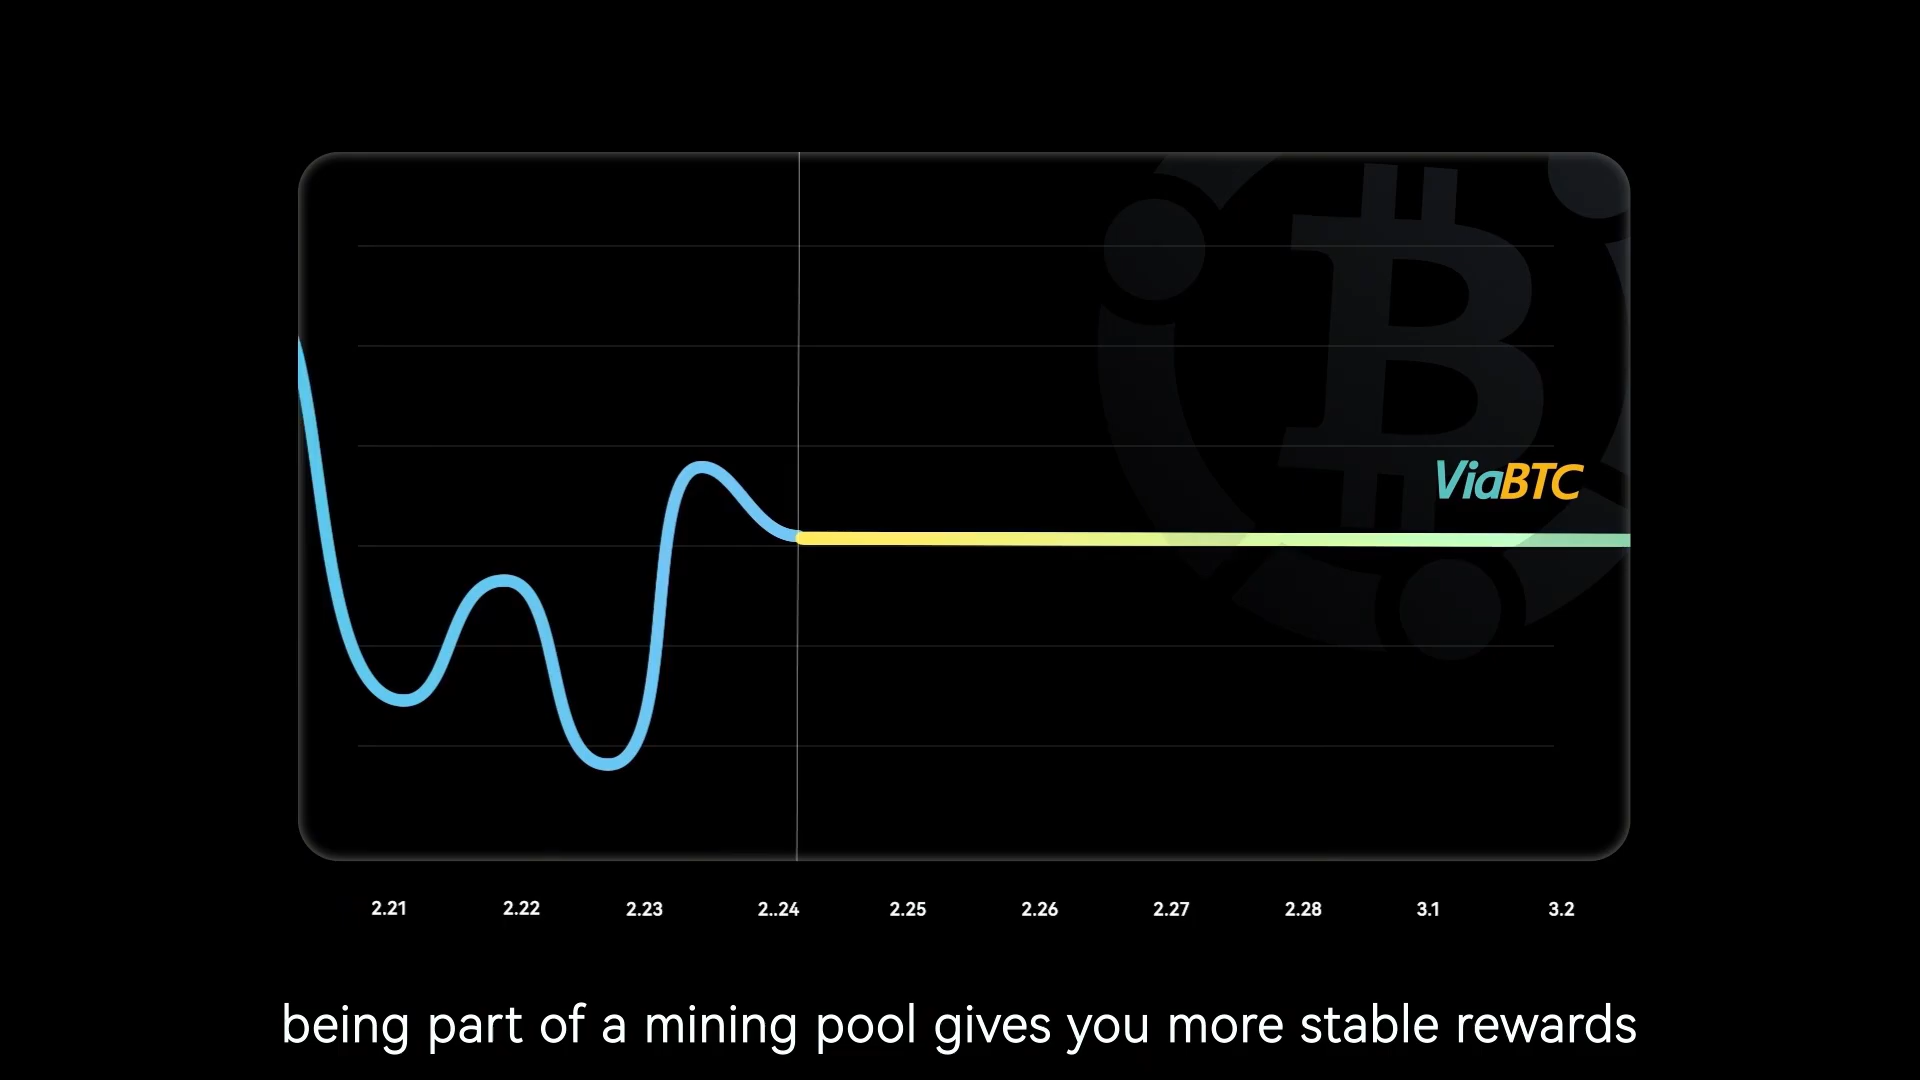 ViaBTC
2.21 2.22 2.23 2..24 2.25 2.26 2.27 2.28 3.1 3.2
being part of a mining pool gives you more stable rewards